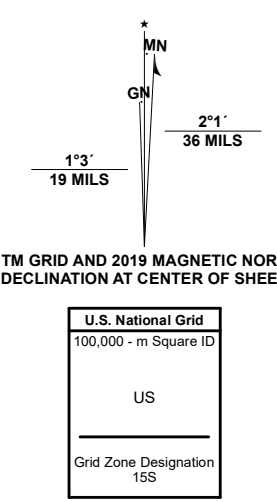 ★
MN
GN
2°1´
36 MILS
1°3´
19 MILS
TM GRID AND 2019 MAGNETIC NOR
DECLINATION AT CENTER OF SHEE
U.S. National Grid
100,000 - m Square ID
US
Grid Zone Designation
15S